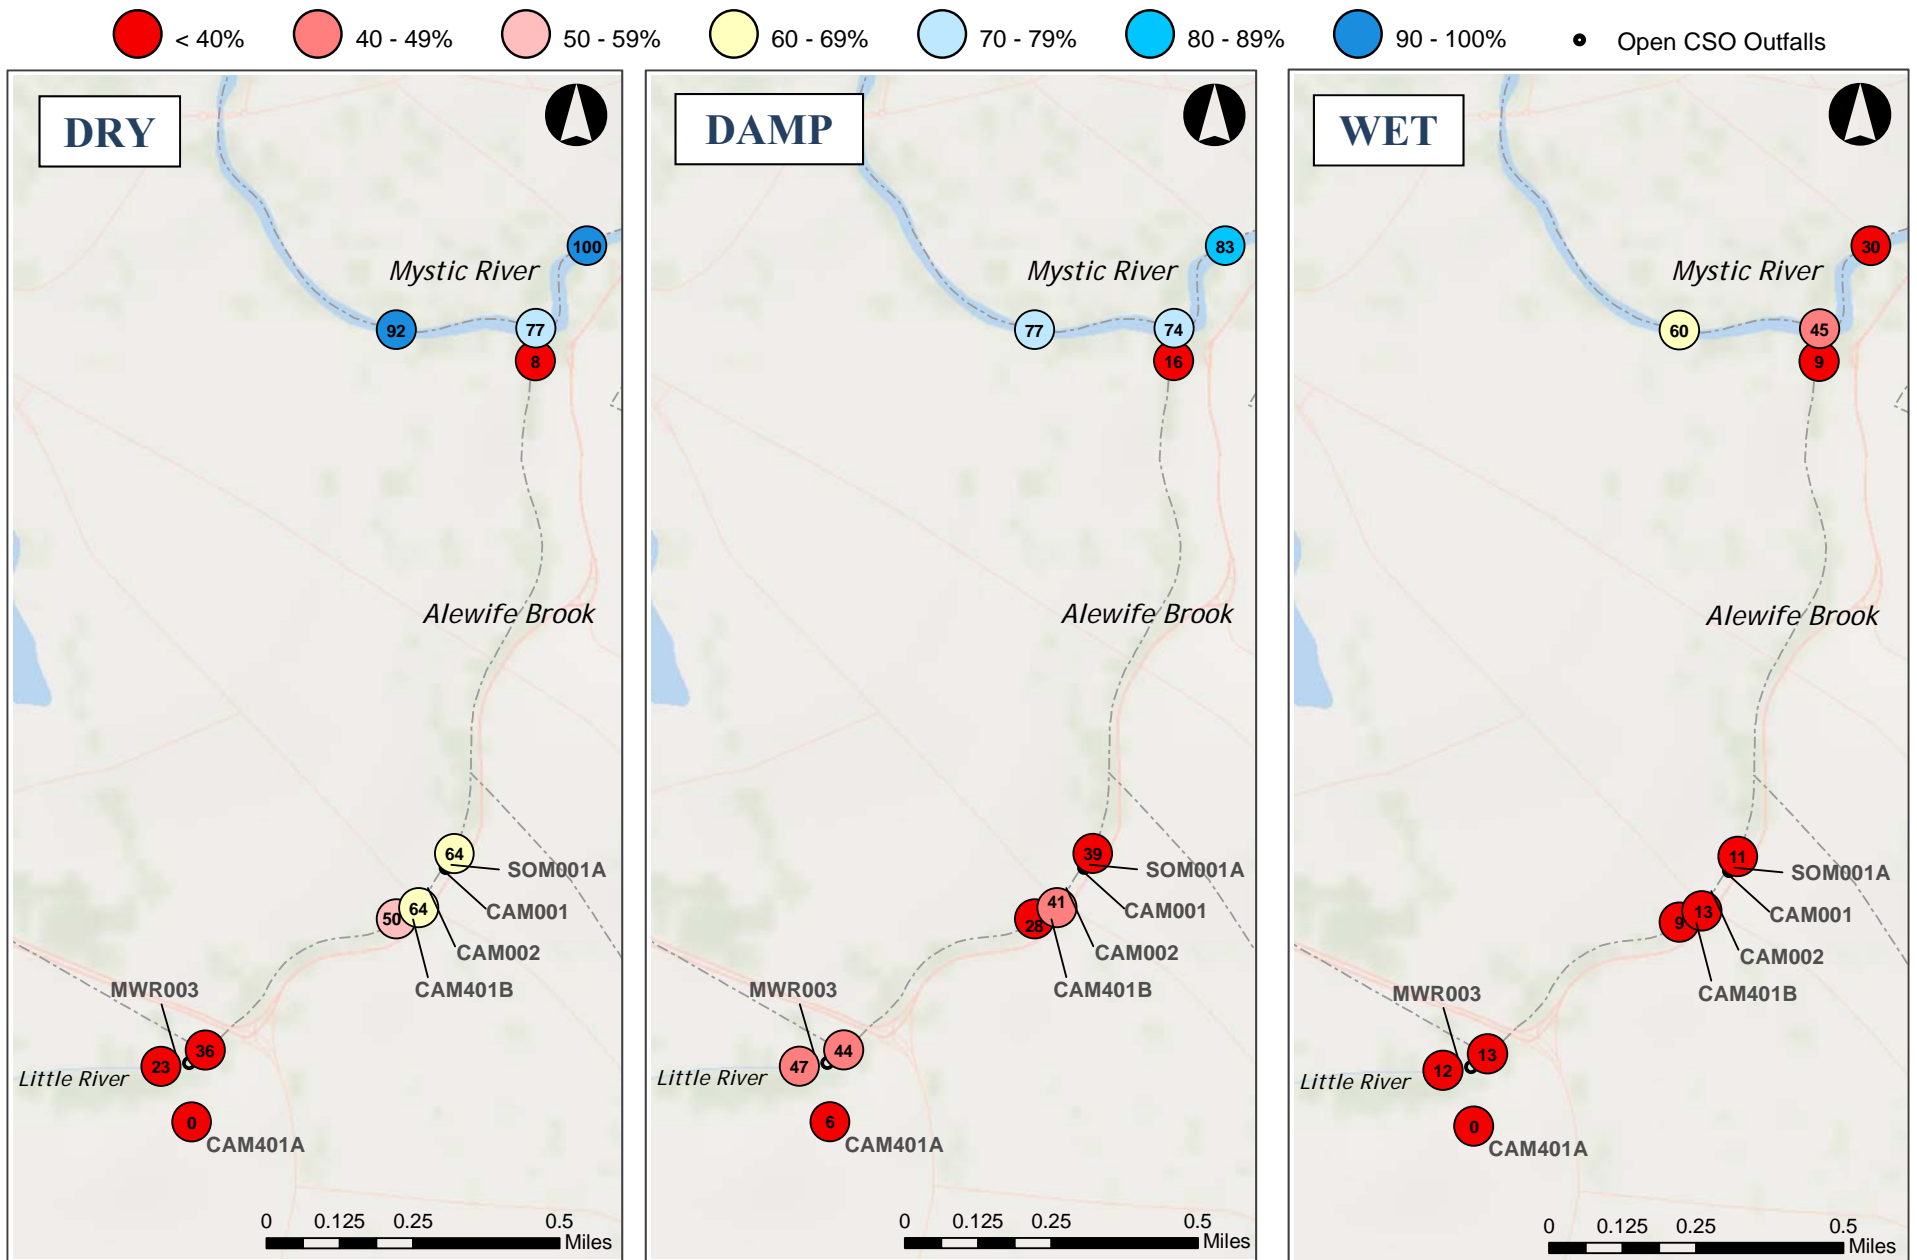 < 40% 40 - 49% 50 - 59% 60 - 69% 70 - 79% 80 - 89% 90 - 100% Open CSO Outfalls
DRY
100
Mystic River
92
77
8
Alewife Brook
64
SOM001A
50
64
CAM001
CAM002
MWR003
CAM401B
36
23
Little River
0
CAM401A
0 0.125 0.25 0.5
Miles
DAMP
83
Mystic River
77
74
16
Alewife Brook
39
SOM001A
41
CAM001
28
CAM002
MWR003
CAM401B
44
47
Little River
6
CAM401A
0 0.125 0.25 0.5
Miles
WET
30
Mystic River
60
45
9
Alewife Brook
11
SOM001A
9
13
CAM001
CAM002
MWR003
CAM401B
13
12
Little River
0
CAM401A
0 0.125 0.25 0.5
Miles